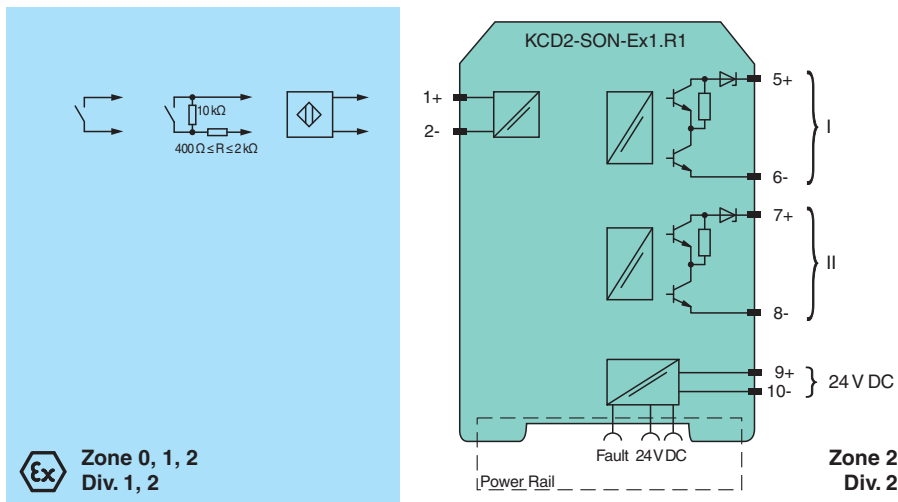 KCD2-SON-Ex1.R1
1+
2-
10 kΩ
400 Ω ≤ R ≤ 2 kΩ
5+
I
6-
7+
II
8-
9+
10-
24 V DC
Fault 24 V DC
Power Rail
Ex
Zone 0, 1, 2
Div. 1, 2
Zone 2
Div. 2